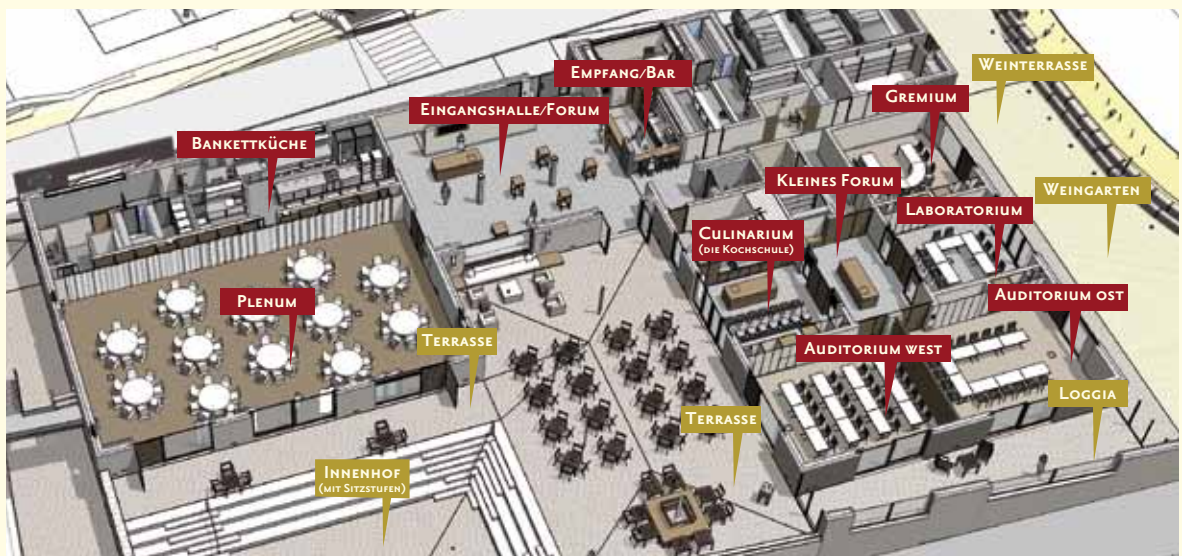 Empfang/Bar
Weinterrasse
Eingangshalle/Forum
Gremium
Bankettküche
Kleines Forum
Weingarten
Laboratorium
Culinarium
(die Kochschule)
Plenum
Auditorium Ost
Terrasse
Auditorium west
Loggia
Terrasse
Innenhof
(mit Sitzstufen)